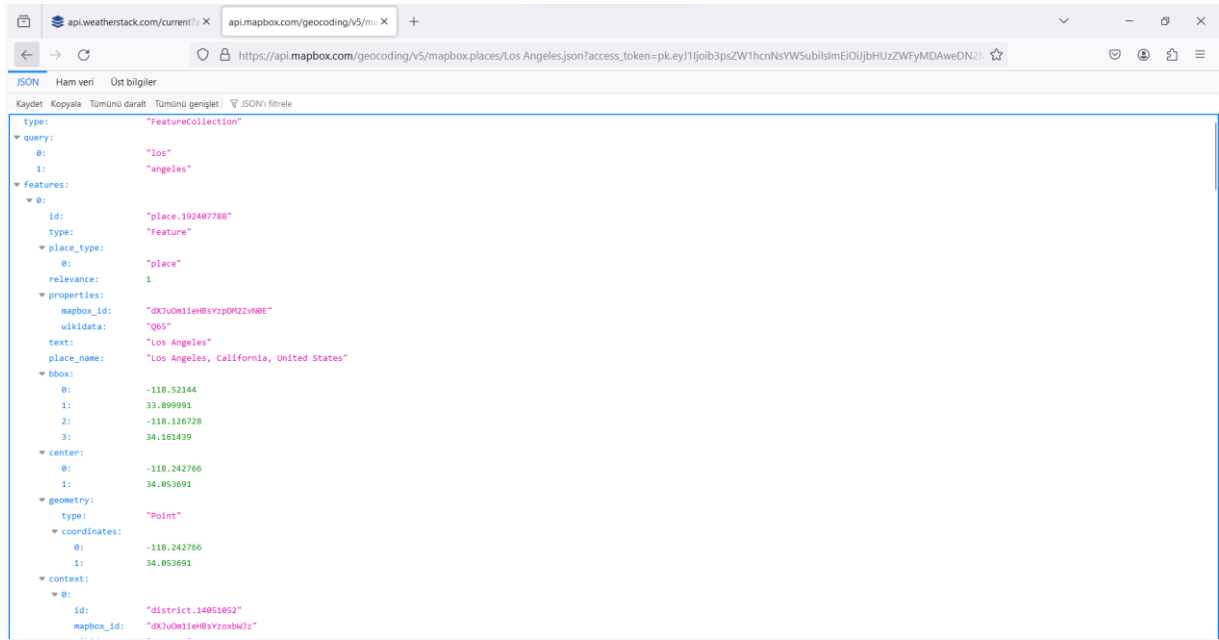 api.weatherstack.com/current?a
api.mapbox.com/geocoding/v5/ma
https://api.mapbox.com/geocoding/v5/mapbox.places/Los Angeles.json?access_token=
JSON Ham veri Üst bilgiler
Kaydet Kopyala Tümünü daralt Tümünü genişlet JSON'ı filtrele
type: "FeatureCollection"
query:
0: "los"
1: "angeles"
features:
0:
id: "place.192407788"
type: "Feature"
place_type:
0: "place"
relevance: 1
properties:
mapbox_id: "dXJuOm1ieHBsYzpDM2ZvN0E"
wikidata: "Q65"
text: "Los Angeles"
place_name: "Los Angeles, California, United States"
bbox:
0: -118.52144
1: 33.899991
2: -118.126728
3: 34.161439
center:
0: -118.242766
1: 34.053691
geometry:
type: "Point"
coordinates:
0: -118.242766
1: 34.053691
context:
0:
id: "district.14051052"
mapbox_id: "dXJuOm1ieHBsYzoxbWJz"